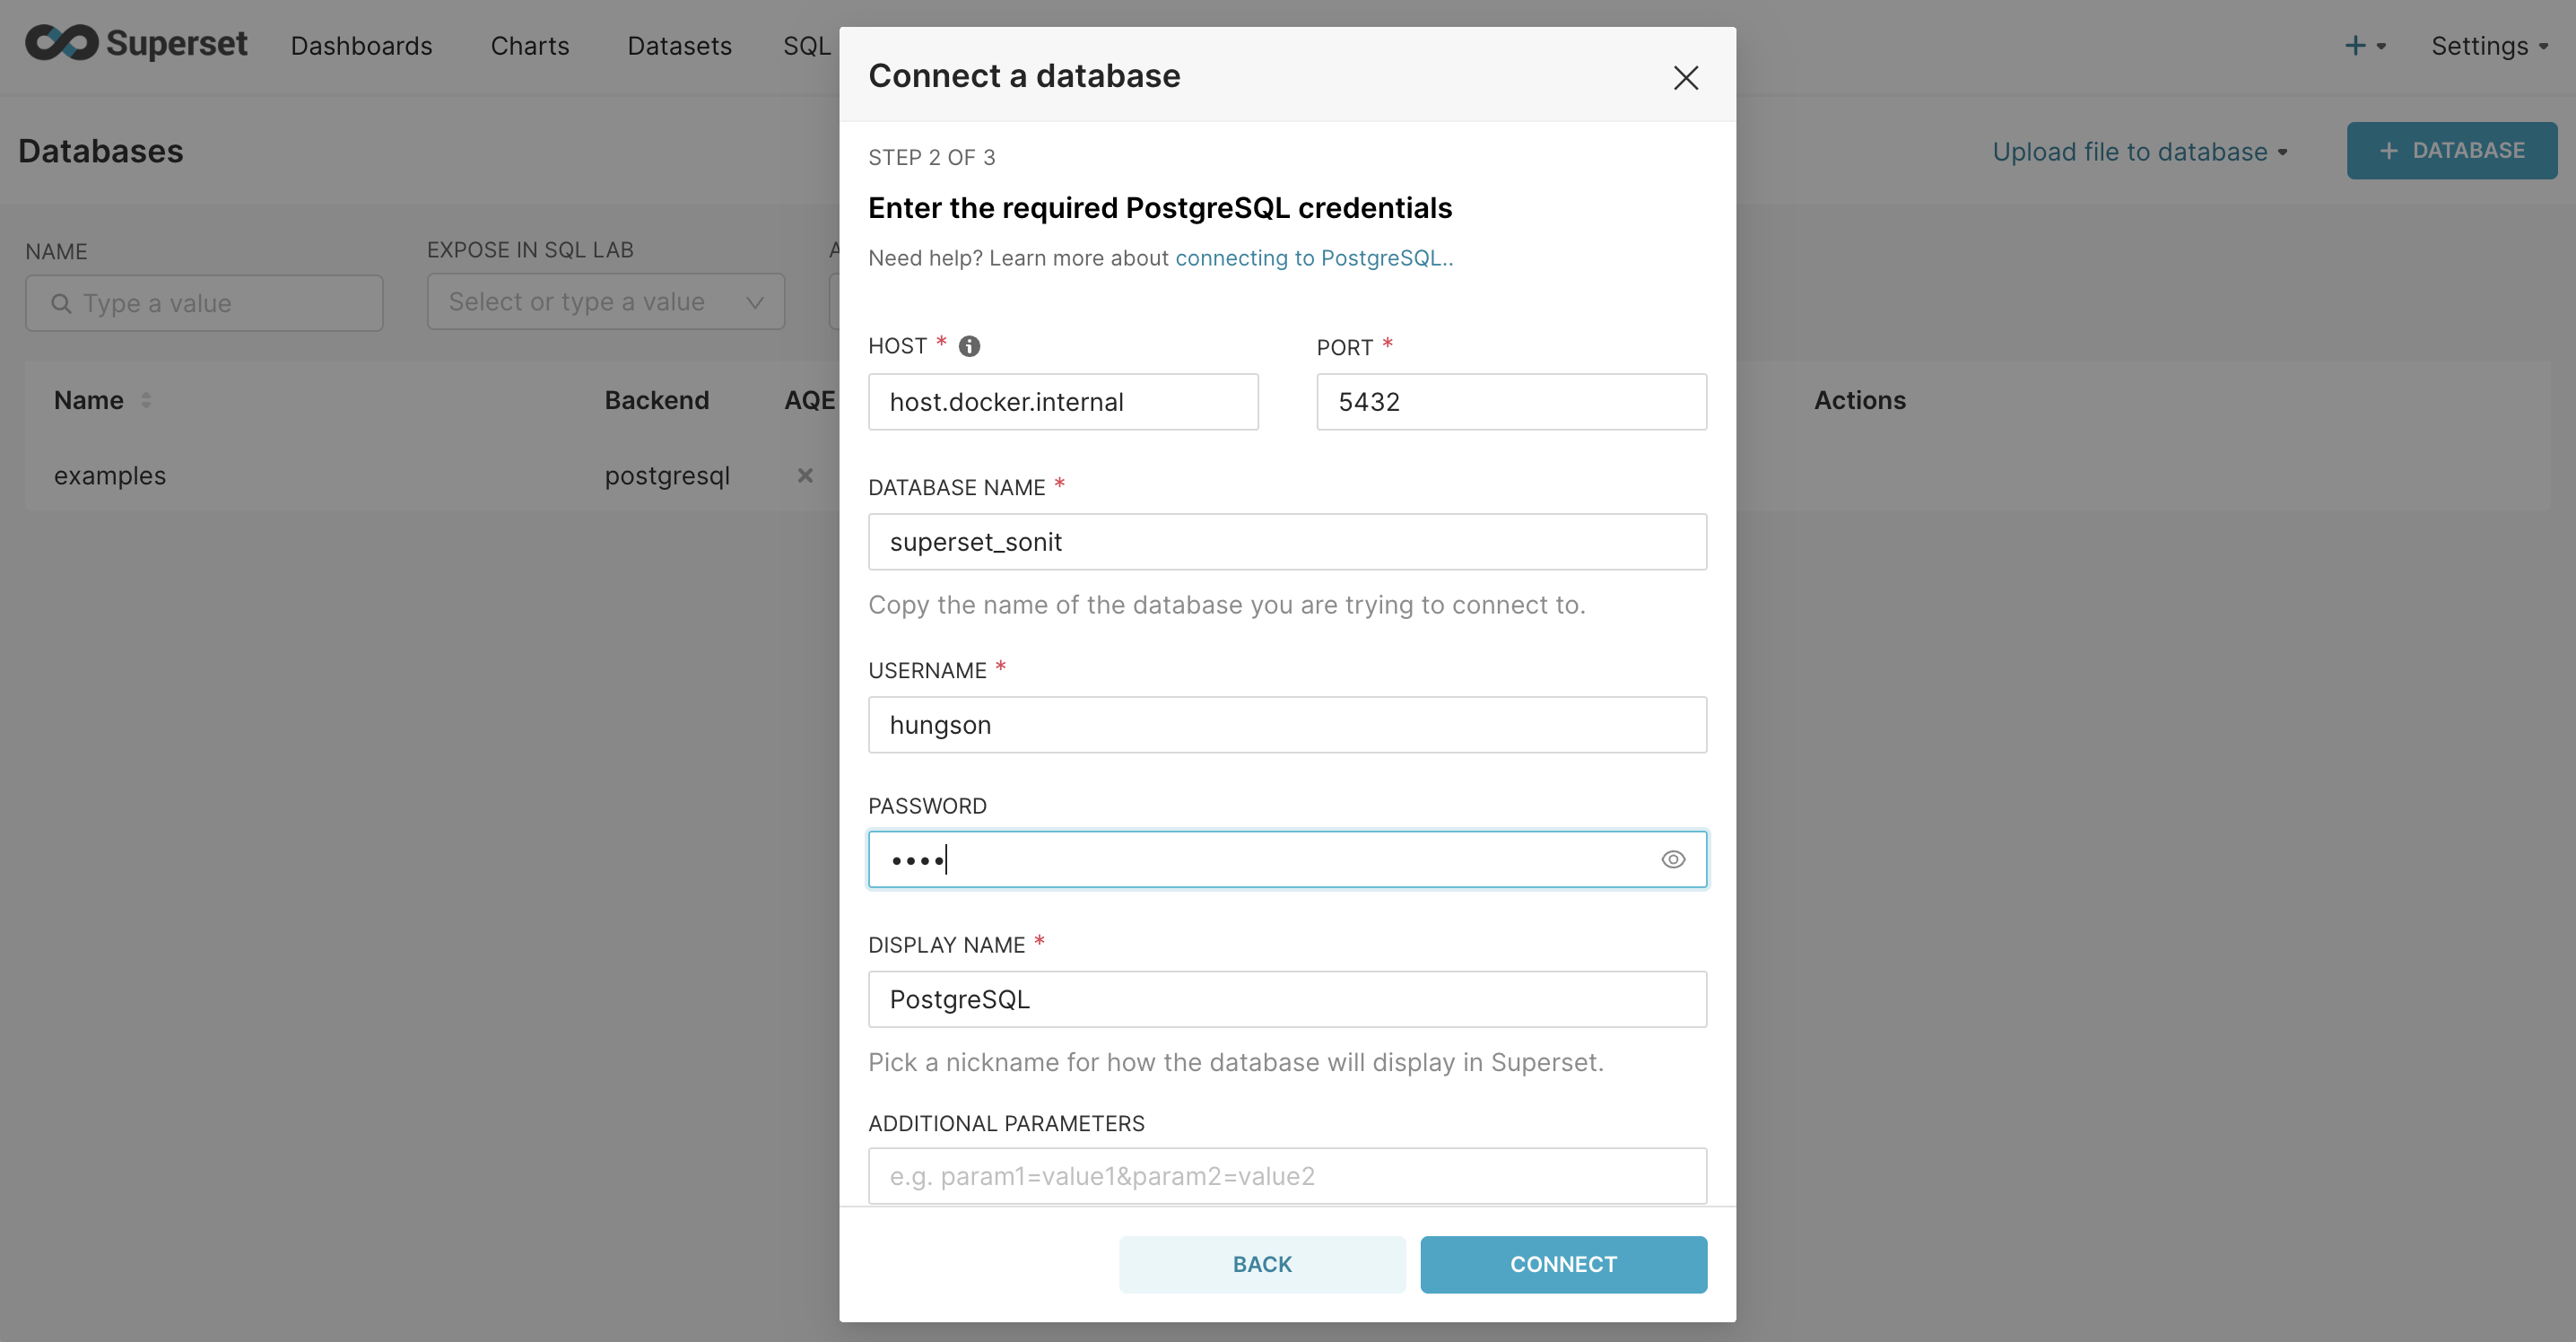 Superset Dashboards Charts Datasets SQL + Settings
Connect a database
Databases
Upload file to database
+ DATABASE
STEP 2 OF 3
Enter the required PostgreSQL credentials
Need help? Learn more about connecting to PostgreSQL..
NAME
EXPOSE IN SQL LAB
A
Type a value
Select or type a value
HOST *
PORT *
host.docker.internal
5432
Name
Backend
AQE
Actions
examples
postgresql
DATABASE NAME *
superset_sonit
Copy the name of the database you are trying to connect to.
USERNAME *
hungson
PASSWORD
••••
DISPLAY NAME *
PostgreSQL
Pick a nickname for how the database will display in Superset.
ADDITIONAL PARAMETERS
e.g. param1=value1&param2=value2
BACK
CONNECT